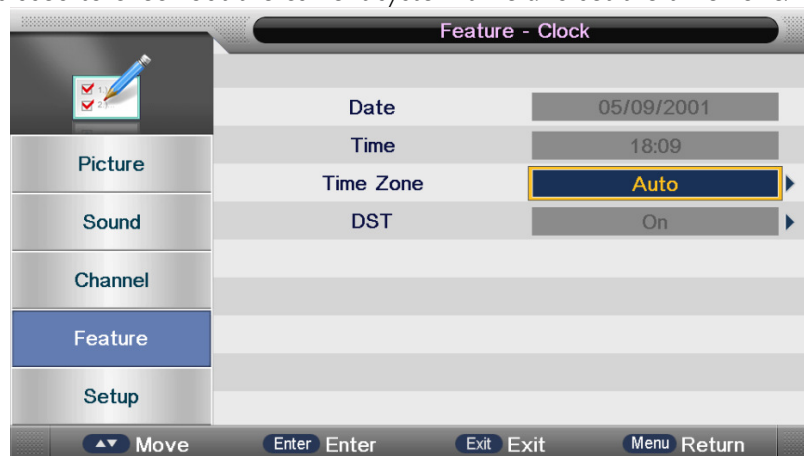 Feature - Clock
Date 05/09/2001
Time 18:09
Time Zone Auto
DST On
Picture
Sound
Channel
Feature
Setup
Move Enter Enter Exit Exit Menu Return